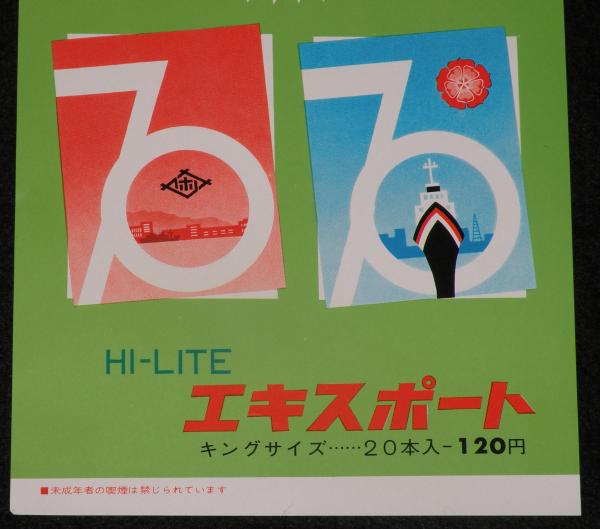 70
70
HI-LITE
エキスポート
キングサイズ……20本入-120円
■未成年者の喫煙は禁じられています